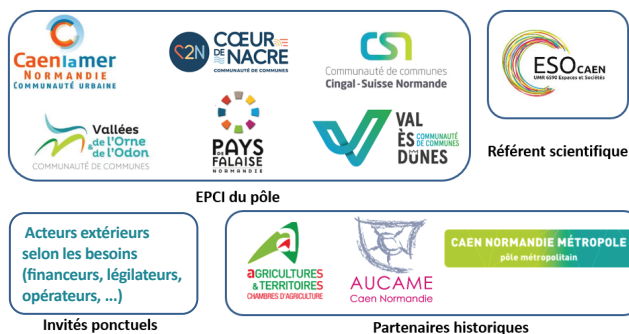 Caenlamer
NORMANDIE
COMMUNAUTÉ URBAINE
C2N
CŒUR
DE NACRE
COMMUNAUTÉ DE COMMUNES
Communauté de communes
Cingal-Suisse Normande
ESO CAEN
UMR 6590 Espaces et Sociétés
Vallées
de l'Orne
& de l'Odon
COMMUNAUTÉ DE COMMUNES
PAYS
DE FALAISE
NORMANDIE
VAL
ÈS COMMUNAUTÉ DE COMMUNES
DUNES
Référent scientifique
EPCI du pôle
Acteurs extérieurs
selon les besoins
(financeurs, législateurs,
opérateurs, ...)
Invités ponctuels
aGRICULTURES
& TERRITOIRES
CHAMBRES D'AGRICULTURE
AUCAME
Caen Normandie
CAEN NORMANDIE MÉTROPOLE
pôle métropolitain
Partenaires historiques